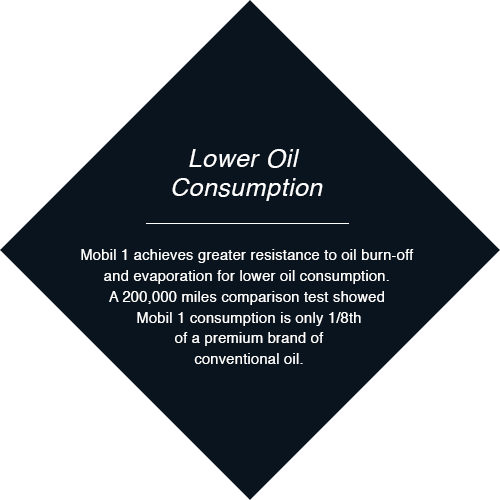 Lower Oil
Consumption
Mobil 1 achieves greater resistance to oil burn-off
and evaporation for lower oil consumption.
A 200,000 miles comparison test showed
Mobil 1 consumption is only 1/8th
of a premium brand of
conventional oil.